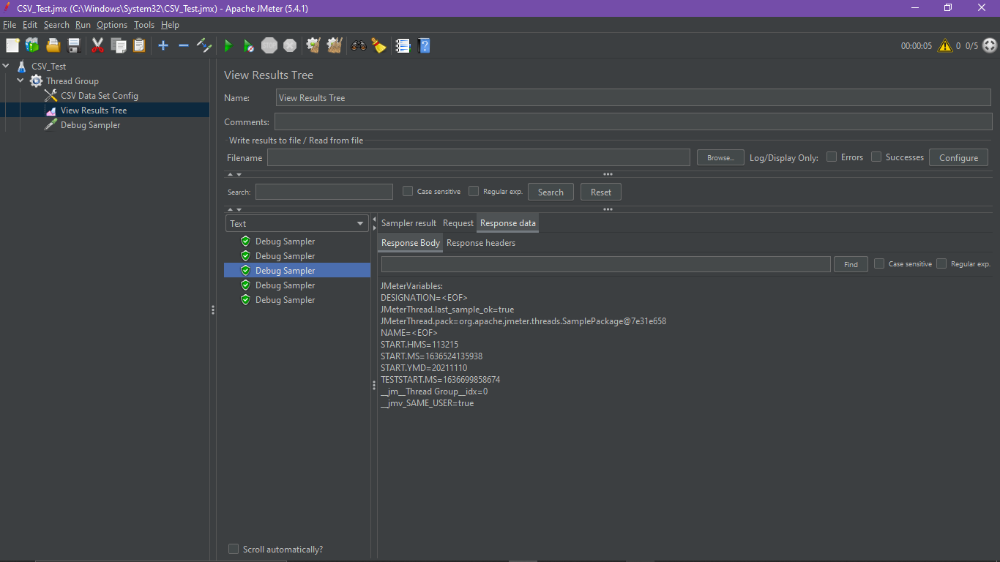 CSV_Test.jmx (C:\Windows\System32\CSV_Test.jmx) - Apache JMeter (5.4.1)
File Edit Search Run Options Tools Help
STOP
00:00:05 0 0/5
CSV_Test
Thread Group
CSV Data Set Config
View Results Tree
Debug Sampler
View Results Tree
Name: View Results Tree
Comments:
Write results to file / Read from file
Filename Browse... Log/Display Only: Errors Successes Configure
Search: Case sensitive Regular exp. Search Reset
Text
Debug Sampler
Debug Sampler
Debug Sampler
Debug Sampler
Debug Sampler
Scroll automatically?
Sampler result Request Response data
Response Body Response headers
Find Case sensitive Regular exp.
JMeterVariables:
DESIGNATION=<EOF>
JMeterThread.last_sample_ok=true
JMeterThread.pack=org.apache.jmeter.threads.SamplePackage@7e31e658
NAME=<EOF>
START.HMS=113215
START.MS=1636524135938
START.YMD=20211110
TESTSTART.MS=1636699858674
__jm__Thread Group__idx=0
__jmv_SAME_USER=true